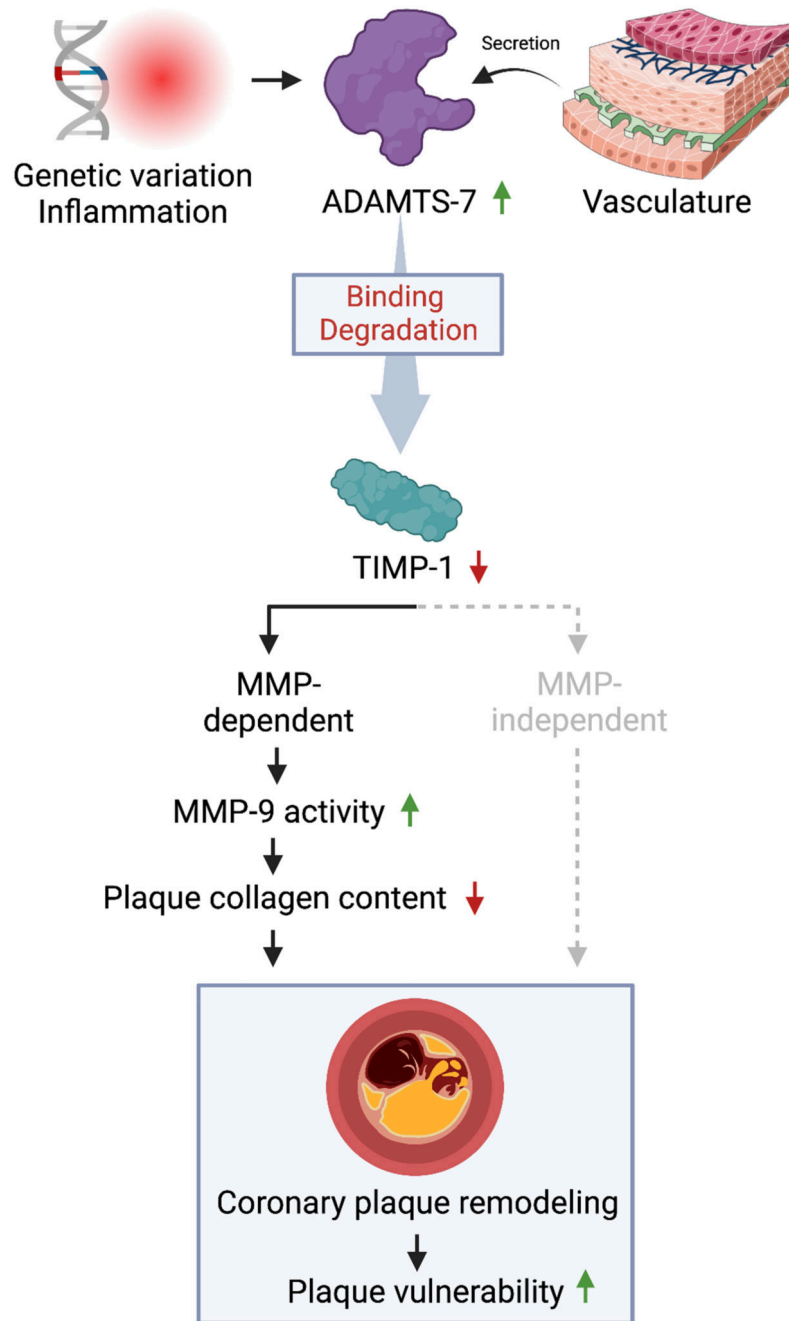 Secretion
Genetic variation
Inflammation
ADAMTS-7
Vasculature
Binding
Degradation
TIMP-1
MMP-
dependent
MMP-
independent
MMP-9 activity
Plaque collagen content
Coronary plaque remodeling
Plaque vulnerability